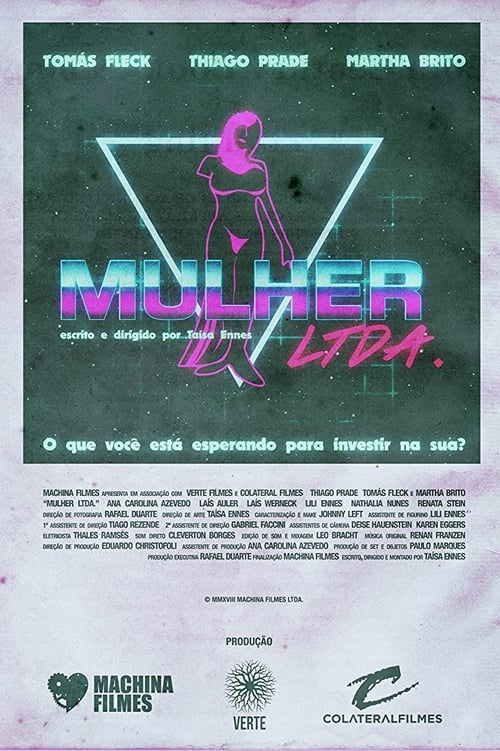 TOMÁS FLECK THIAGO PRADE MARTHA BRITO
MULHER
escrito e dirigido por Taísa Ennes
LTDA.
O que você está esperando para investir na sua?
MACHINA FILMES APRESENTA EM ASSOCIAÇÃO COM VERTE FILMES E COLATERAL FILMES THIAGO PRADE TOMÁS FLECK E MARTHA BRITO
"MULHER LTDA." ANA CAROLINA AZEVEDO LAÍS AULER LAÍS WERNECK LILI ENNES NATHALIA NUNES RENATA STEIN
DIREÇÃO DE FOTOGRAFIA RAFAEL DUARTE DIREÇÃO DE ARTE TAÍSA ENNES CARACTERIZAÇÃO E MAKE JOHNNY LEFT ASSISTENTE DE FIGURINO LILI ENNES
1º ASSISTENTE DE DIREÇÃO TIAGO REZENDE 2º ASSISTENTE DE DIREÇÃO GABRIEL FACCINI ASSISTENTES DE CÂMERA DEISE HAUENSTEIN KAREN EGGERS
ELETRICISTA THALES RAMSÉS SOM DIRETO CLEVERTON BORGES EDIÇÃO DE SOM E MIXAGEM LEO BRACHT MÚSICA ORIGINAL RENAN FRANZEN
DIREÇÃO DE PRODUÇÃO EDUARDO CHRISTOFOLI ASSISTENTE DE PRODUÇÃO ANA CAROLINA AZEVEDO PRODUÇÃO DE SET E OBJETOS PAULO MARQUES
PRODUÇÃO EXECUTIVA RAFAEL DUARTE FINALIZAÇÃO MACHINA FILMES ESCRITO, DIRIGIDO E MONTADO POR TAÍSA ENNES
© MMXVIII MACHINA FILMES LTDA.
PRODUÇÃO
MACHINA
FILMES
VERTE
COLATERALFILMES